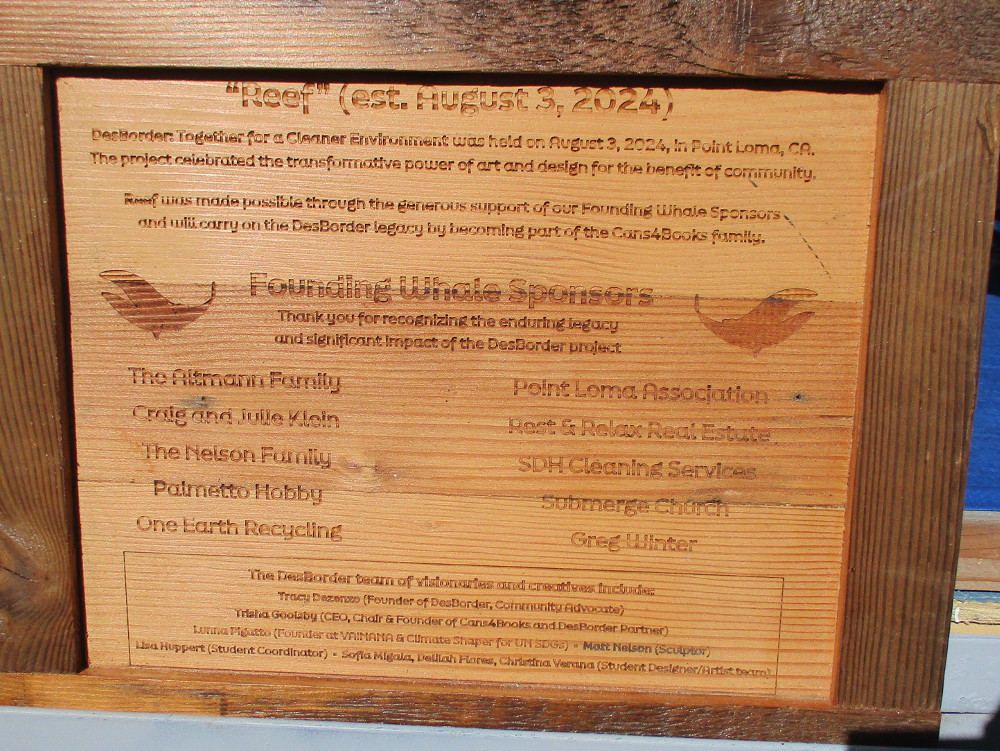 “Reef” (est. August 3, 2024)
DesBorder: Together for a Cleaner Environment was held on August 3, 2024, in Point Loma, CA.
The project celebrated the transformative power of art and design for the benefit of community.
Reef was made possible through the generous support of our Founding Whale Sponsors
and will carry on the DesBorder legacy by becoming part of the Cans4Books family.
Founding Whale Sponsors
Thank you for recognizing the enduring legacy
and significant impact of the DesBorder project
The Altmann Family
Craig and Julie Klein
The Nelson Family
Palmetto Hobby
One Earth Recycling
Point Loma Association
Rest & Relax Real Estate
SDH Cleaning Services
Submerge Church
Greg Winter
The DesBorder team of visionaries and creatives include:
Tracy Dezenzo (Founder of DesBorder, Community Advocate)
Trisha Goolsby (CEO, Chair & Founder of Cans4Books and DesBorder Partner)
Lunna Pigutto (Founder at VAIMANA & Climate Shaper for UN SDGS) • Matt Nelson (Sculptor)
Lisa Huppert (Student Coordinator) • Sofia Migala, Delilah Flores, Christina Verana (Student Designer/Artist team)